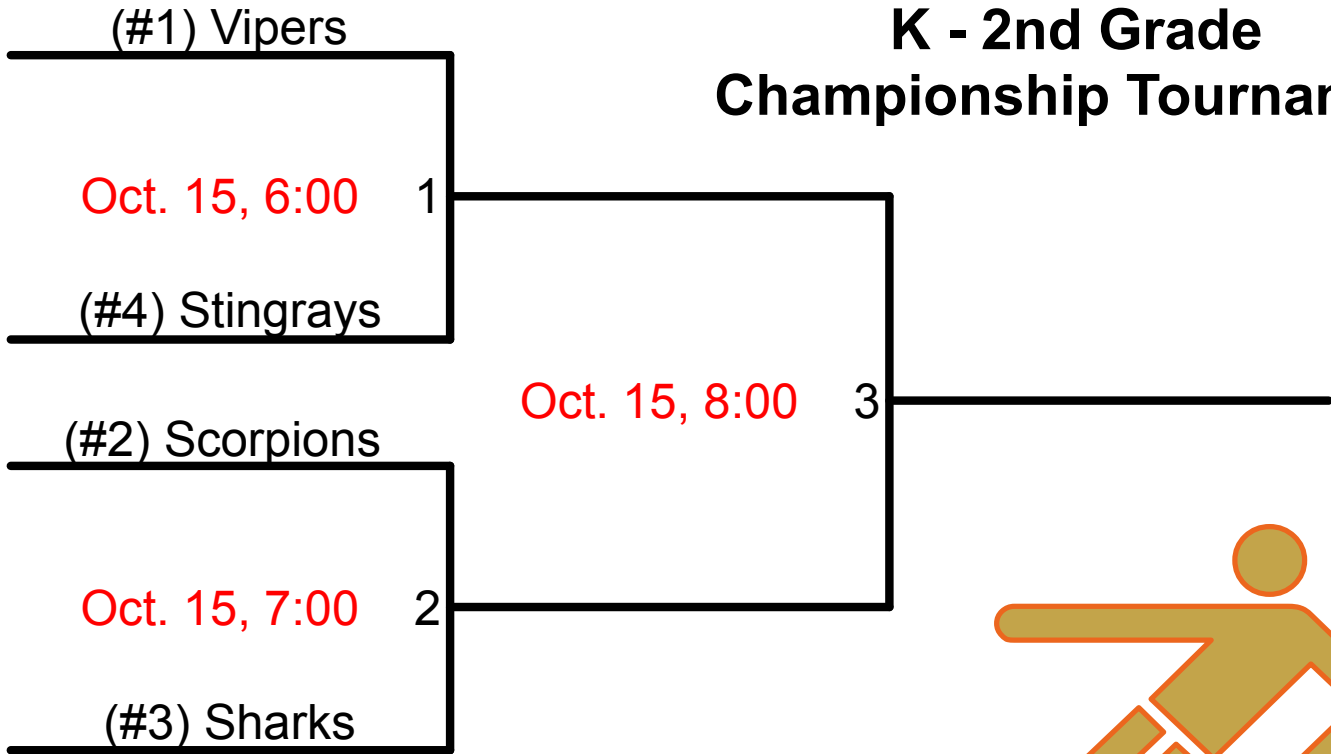 (#1) Vipers
K - 2nd Grade
Championship
Oct. 15, 6:00 1
(#4) Stingrays
Oct. 15, 8:00 3
(#2) Scorpions
Oct. 15, 7:00 2
(#3) Sharks